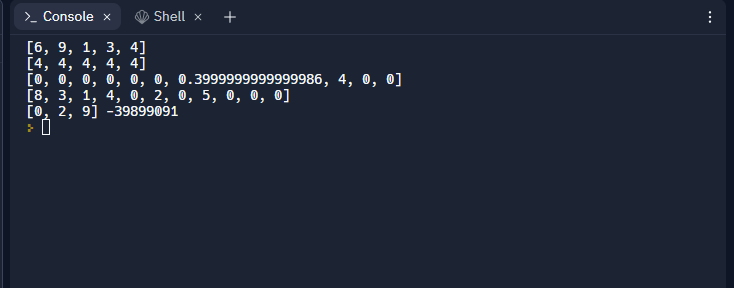 Console × Shell × +
[6, 9, 1, 3, 4]
[4, 4, 4, 4, 4]
[0, 0, 0, 0, 0, 0, 0.3999999999999986, 4, 0, 0]
[8, 3, 1, 4, 0, 2, 0, 5, 0, 0, 0]
[0, 2, 9] -39899091